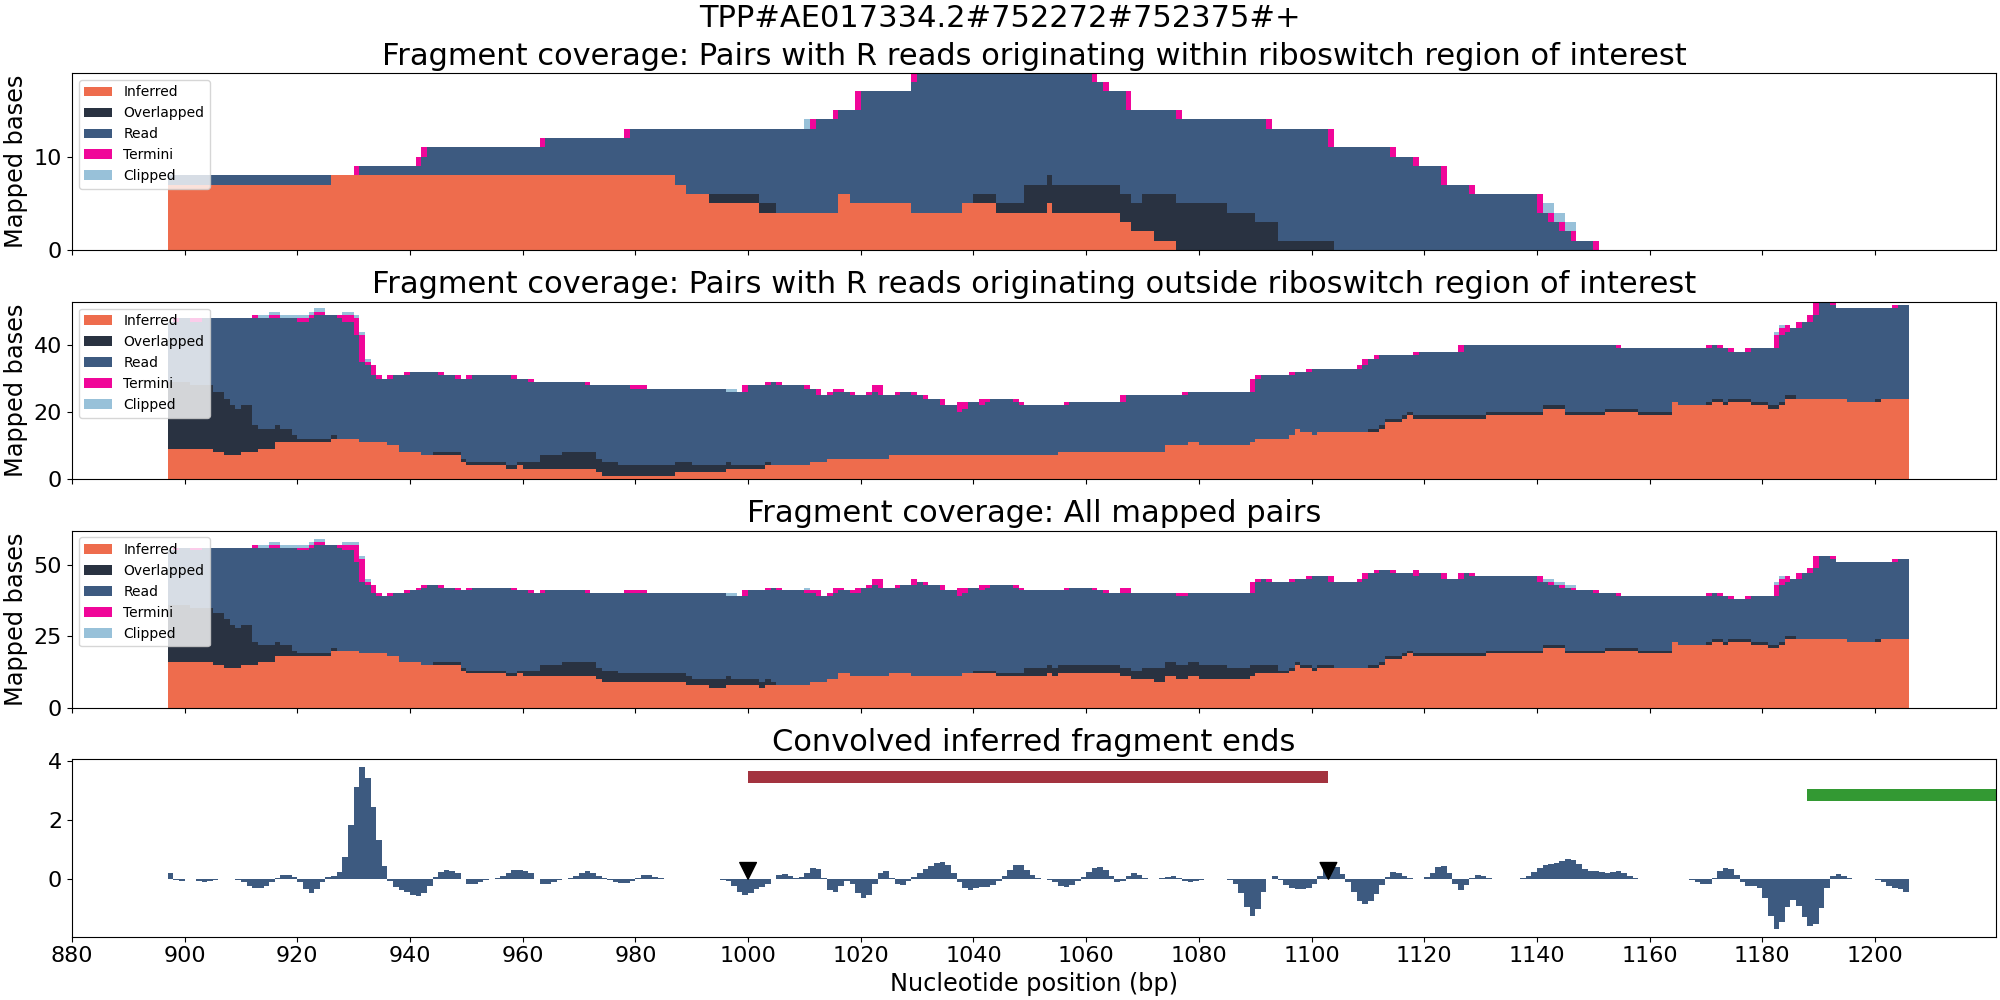 TPP#AE017334.2#752272#752375#+
Fragment coverage: Pairs with R reads originating within riboswitch region of interest
Mapped bases
10
0
Inferred
Overlapped
Read
Termini
Clipped
Fragment coverage: Pairs with R reads originating outside riboswitch region of interest
Mapped bases
40
20
0
Inferred
Overlapped
Read
Termini
Clipped
Fragment coverage: All mapped pairs
Mapped bases
50
25
0
Inferred
Overlapped
Read
Termini
Clipped
Convolved inferred fragment ends
4
2
0
880 900 920 940 960 980 1000 1020 1040 1060 1080 1100 1120 1140 1160 1180 1200
Nucleotide position (bp)